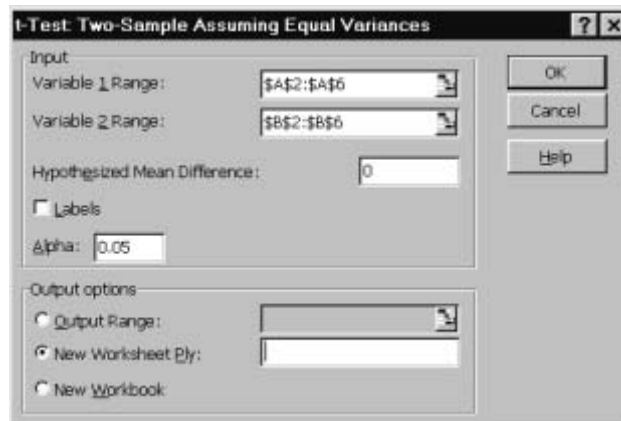 t-Test: Two-Sample Assuming Equal Variances
Input
Variable 1 Range: $A$2:$A$6
Variable 2 Range: $B$2:$B$6
Hypothesized Mean Difference: 0
Labels
Alpha: 0.05
OK
Cancel
Help
Output options
Output Range:
New Worksheet Ply:
New Workbook